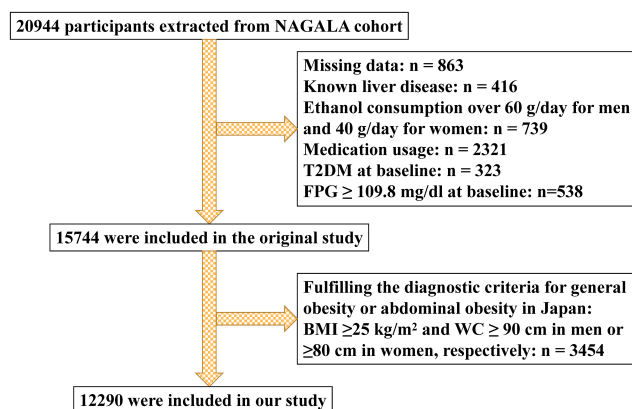 20944 participants extracted from NAGALA cohort
Missing data: n = 863
Known liver disease: n = 416
Ethanol consumption over 60 g/day for men
and 40 g/day for women: n = 739
Medication usage: n = 2321
T2DM at baseline: n = 323
FPG ≥ 109.8 mg/dl at baseline: n=538
15744 were included in the original study
Fulfilling the diagnostic criteria for general
obesity or abdominal obesity in Japan:
BMI ≥25 kg/m² and WC ≥ 90 cm in men or
≥80 cm in women, respectively: n = 3454
12290 were included in our study